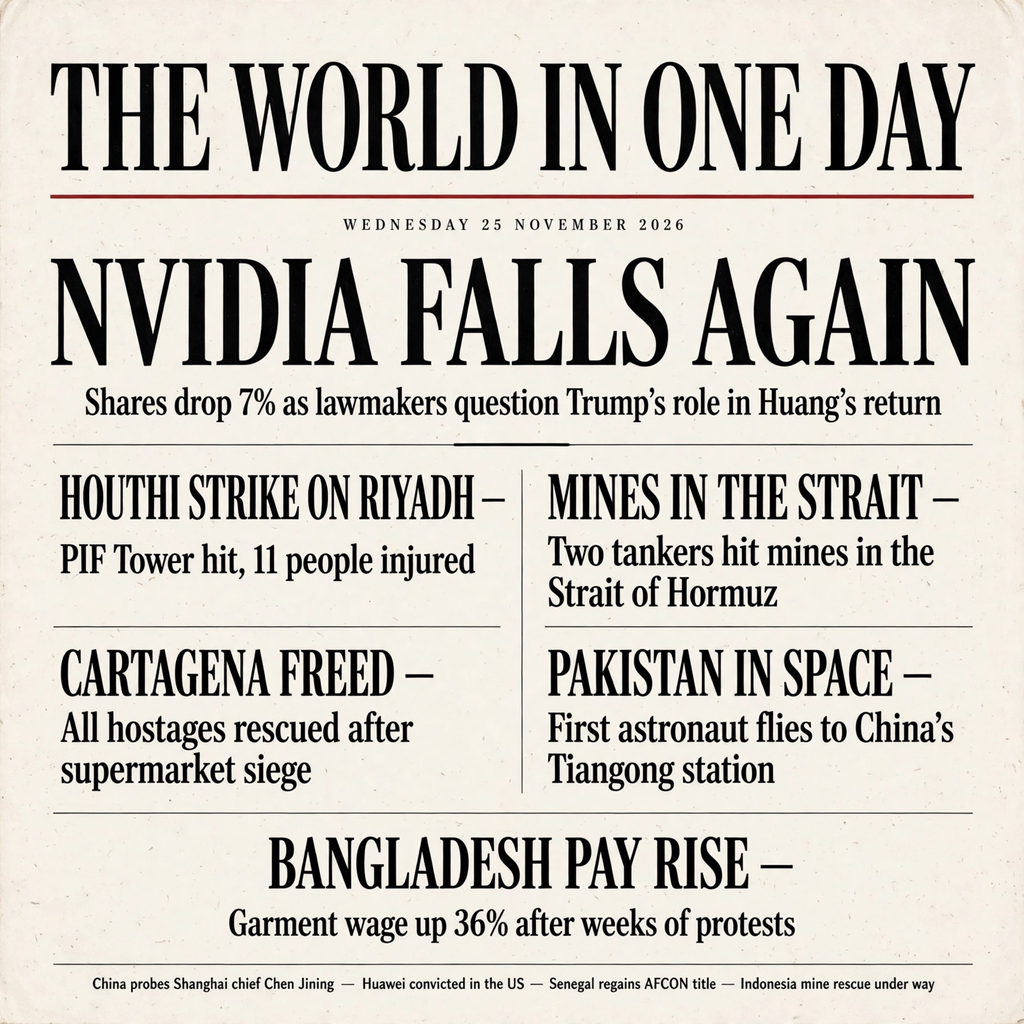 THE WORLD IN ONE DAY
WEDNESDAY 25 NOVEMBER 2026
NVIDIA FALLS AGAIN
Shares drop 7% as lawmakers question Trump’s role in Huang’s return
HOUTHI STRIKE ON RIYADH —
PIF Tower hit, 11 people injured
MINES IN THE STRAIT —
Two tankers hit mines in the
Strait of Hormuz
CARTAGENA FREED —
All hostages rescued after
supermarket siege
PAKISTAN IN SPACE —
First astronaut flies to China’s
Tiangong station
BANGLADESH PAY RISE —
Garment wage up 36% after weeks of protests
China probes Shanghai chief Chen Jining — Huawei convicted in the US — Senegal regains AFCON title — Indonesia mine rescue under way